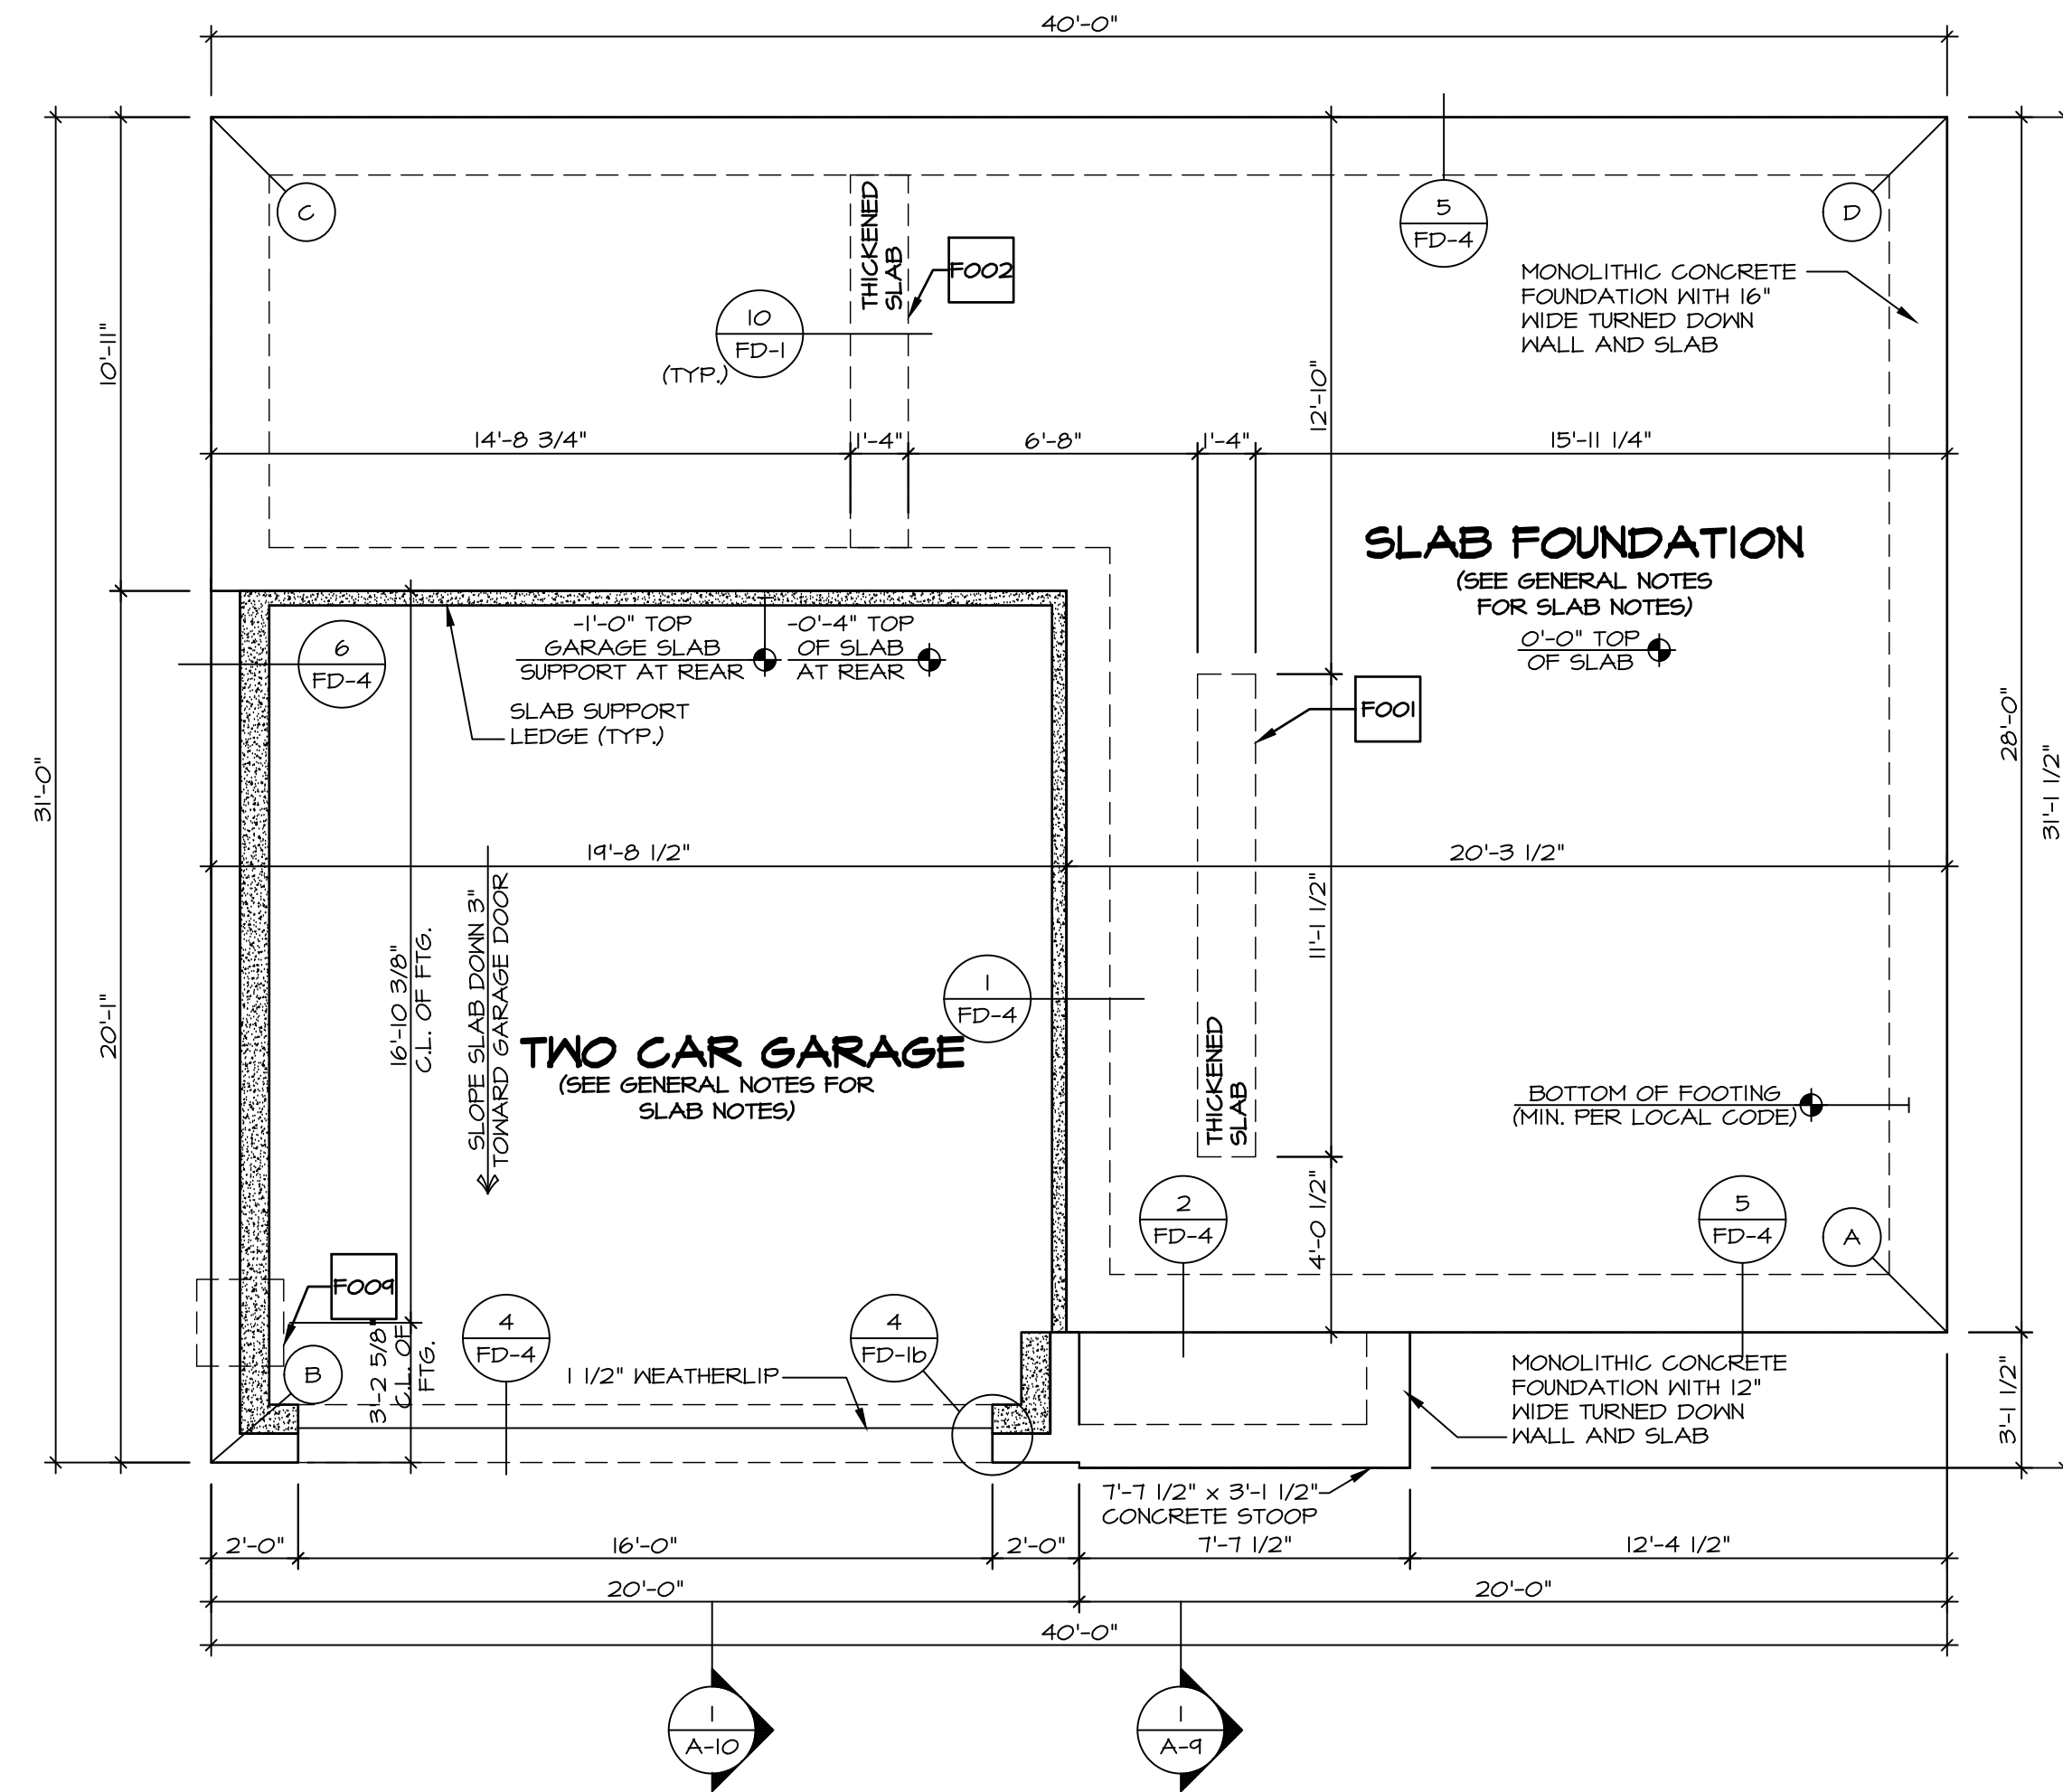 40'-0"
C
THICKENED
SLAB
F002
5
FD-4
D
MONOLITHIC CONCRETE
FOUNDATION WITH 16"
WIDE TURNED DOWN
WALL AND SLAB
10
FD-1
(TYP.)
10'-11"
12'-10"
14'-8 3/4"
1'-4"
6'-8"
1'-4"
15'-11 1/4"
SLAB FOUNDATION
(SEE GENERAL NOTES
FOR SLAB NOTES)
0'-0" TOP
OF SLAB
-1'-0" TOP
GARAGE SLAB
SUPPORT AT REAR
-0'-4" TOP
OF SLAB
AT REAR
6
FD-4
SLAB SUPPORT
LEDGE (TYP.)
F001
28'-0"
31'-0"
31'-1 1/2"
19'-8 1/2"
20'-3 1/2"
11'-1 1/2"
16'-10 3/8"
C.L. OF FTG.
SLOPE SLAB DOWN 3"
TOWARD GARAGE DOOR
20'-1"
1
FD-4
TWO CAR GARAGE
(SEE GENERAL NOTES FOR
SLAB NOTES)
THICKENED
SLAB
BOTTOM OF FOOTING
(MIN. PER LOCAL CODE)
2
FD-4
4'-0 1/2"
5
FD-4
A
F009
B
3'-2 5/8
C.L. OF
FTG.
4
FD-4
4
FD-1b
1 1/2" WEATHERLIP
MONOLITHIC CONCRETE
FOUNDATION WITH 12"
WIDE TURNED DOWN
WALL AND SLAB
3'-1 1/2"
7'-7 1/2" x 3'-1 1/2"
CONCRETE STOOP
2'-0"
16'-0"
2'-0"
7'-7 1/2"
12'-4 1/2"
20'-0"
20'-0"
40'-0"
1
A-10
1
A-9